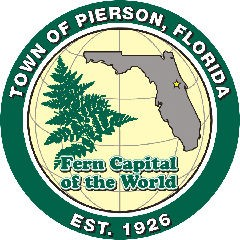 TOWN OF PIERSON, FLORIDA
Fern Capital
of the World
EST. 1926